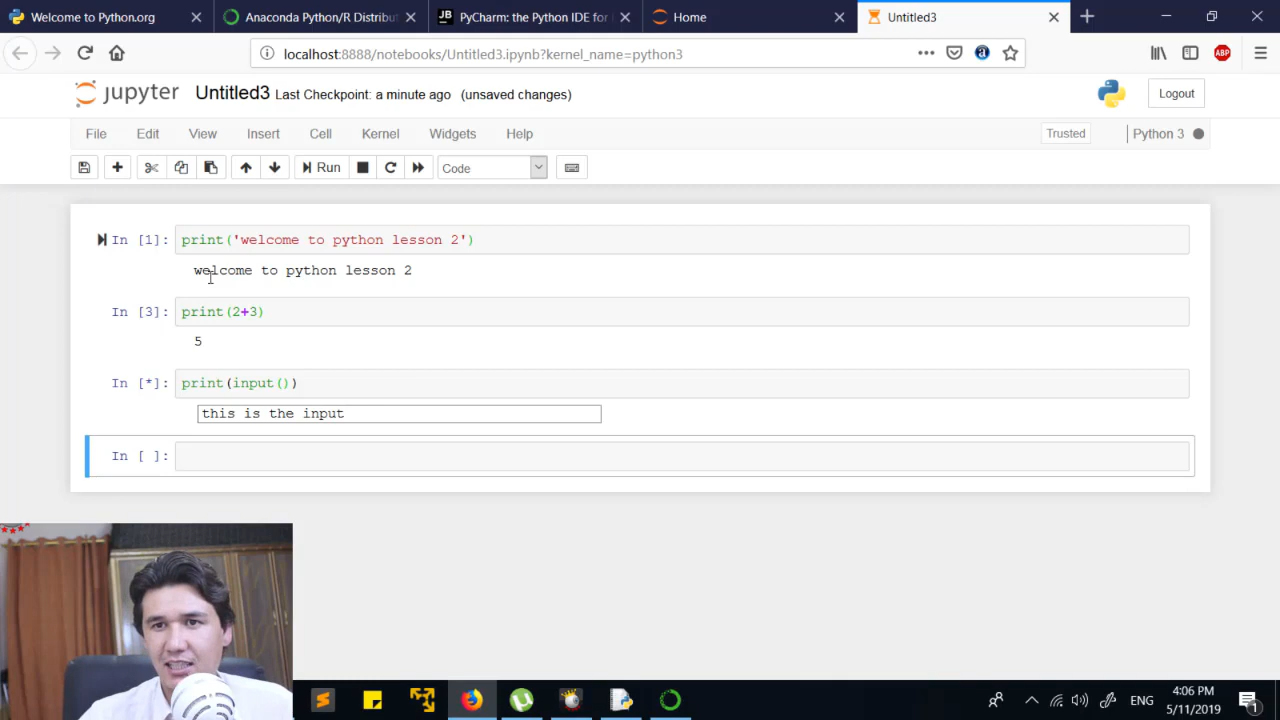 Welcome to Python.org
Anaconda Python/R Distribut
JB PyCharm: the Python IDE for
Home
Untitled3
localhost:8888/notebooks/Untitled3.ipynb?kernel_name=python3
ABP
jupyter Untitled3 Last Checkpoint: a minute ago (unsaved changes)
Logout
File Edit View Insert Cell Kernel Widgets Help
Trusted
Python 3
Run
Code
In [1]: print('welcome to python lesson 2')
welcome to python lesson 2
In [3]: print(2+3)
5
In [*]: print(input())
this is the input
In [ ]:
ENG
4:06 PM
5/11/2019
1